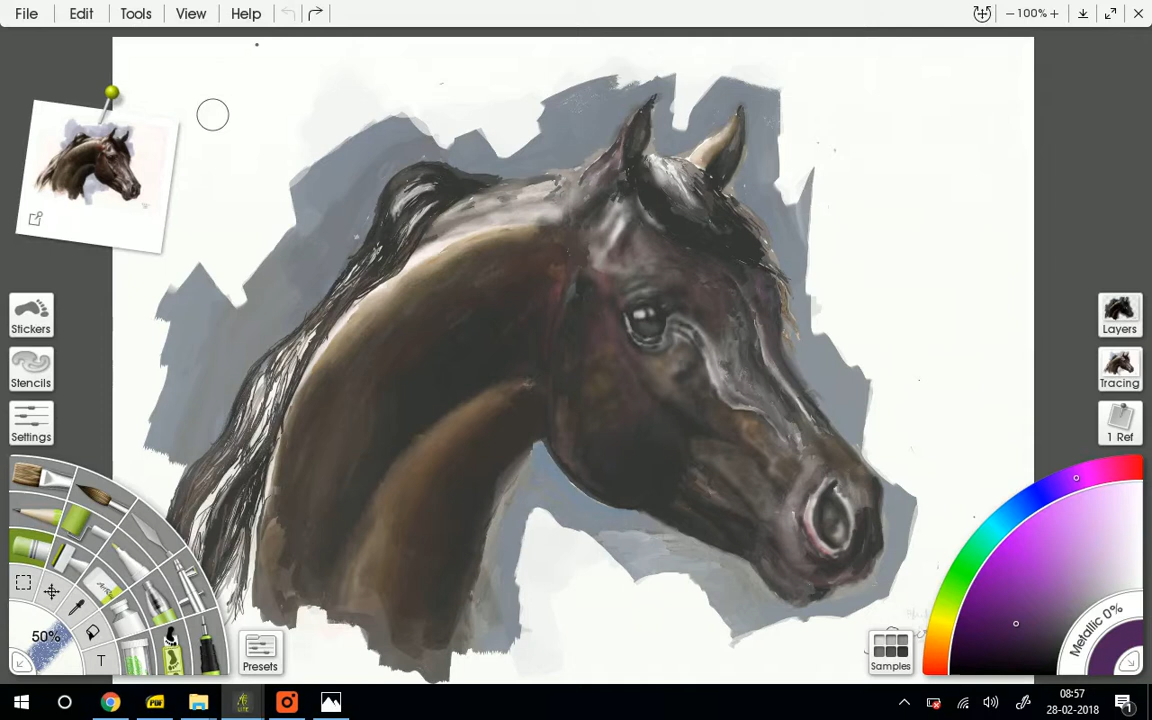 File Edit Tools View Help
−100%+
Stickers
Stencils
Settings
50%
T
Presets
Layers
Tracing
1 Ref
Metallic 0%
Samples
08:57
28-02-2018
1